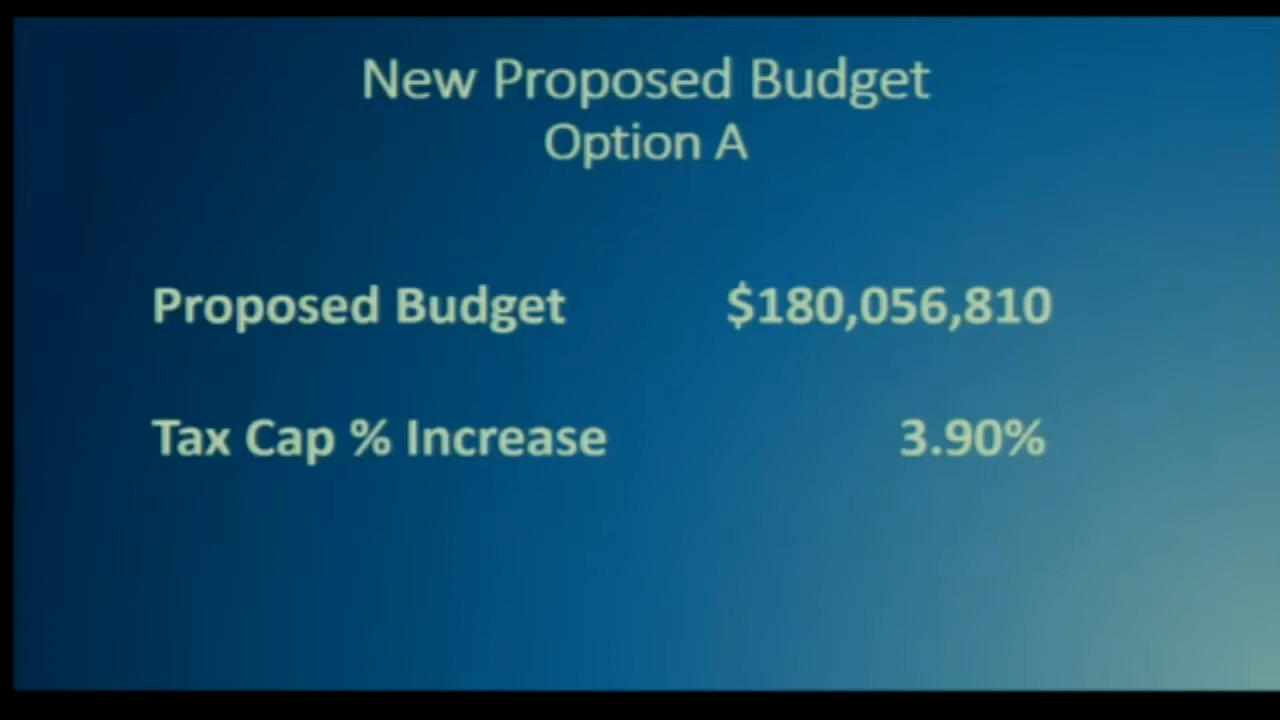 New Proposed Budget
Option A
Proposed Budget $180,056,810
Tax Cap % Increase 3.90%